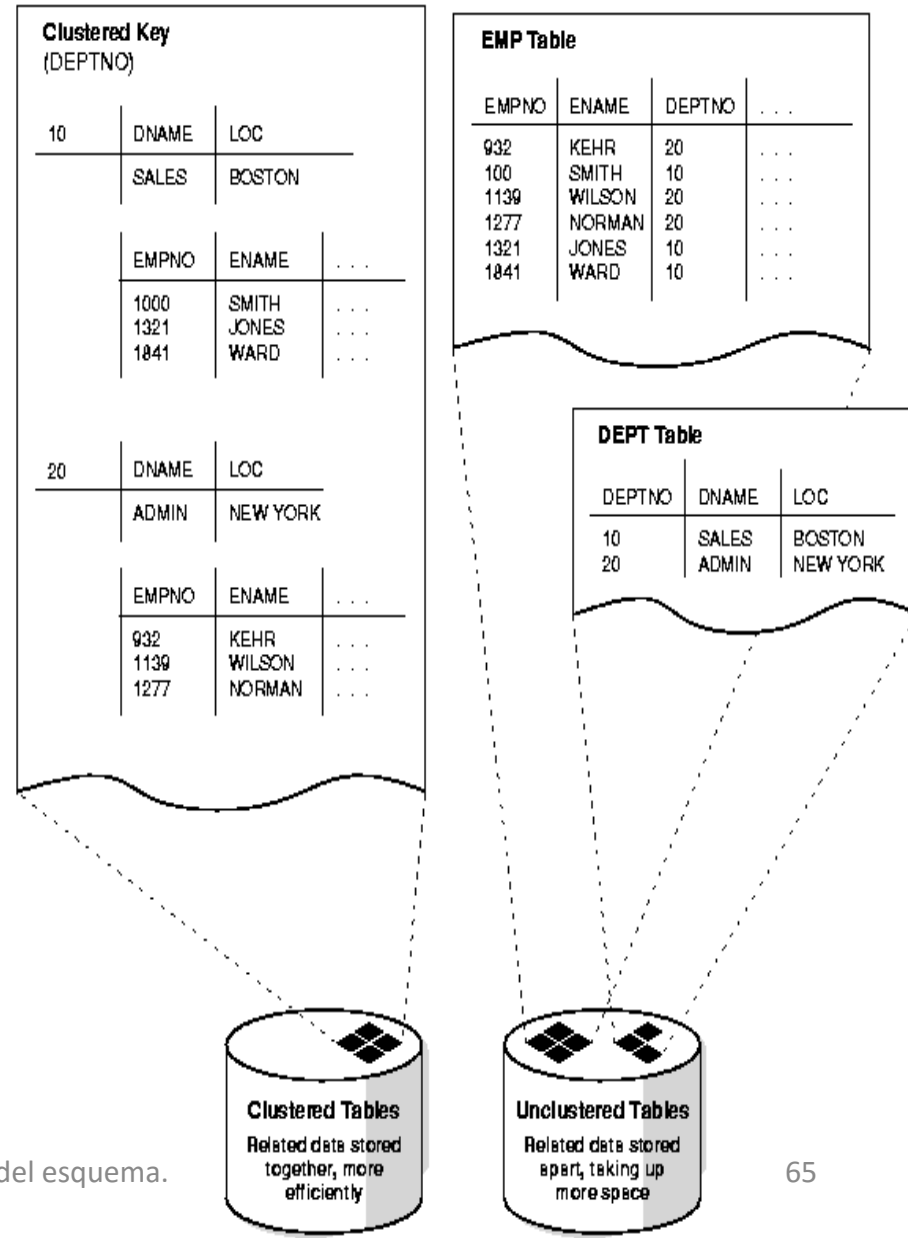 Clustered Key
(DEPTNO)
10 DNAME LOC
SALES BOSTON
EMPNO ENAME . . .
1000 SMITH . . .
1321 JONES . . .
1841 WARD . . .
20 DNAME LOC
ADMIN NEW YORK
EMPNO ENAME . . .
932 KEHR . . .
1139 WILSON . . .
1277 NORMAN . . .
EMP Table
EMPNO ENAME DEPTNO . . .
932 KEHR 20 . . .
100 SMITH 10 . . .
1139 WILSON 20 . . .
1277 NORMAN 20 . . .
1321 JONES 10 . . .
1841 WARD 10 . . .
DEPT Table
DEPTNO DNAME LOC
10 SALES BOSTON
20 ADMIN NEW YORK
Clustered Tables
Related data stored
together, more
efficiently
Unclustered Tables
Related data stored
apart, taking up
more space
del esquema.
65